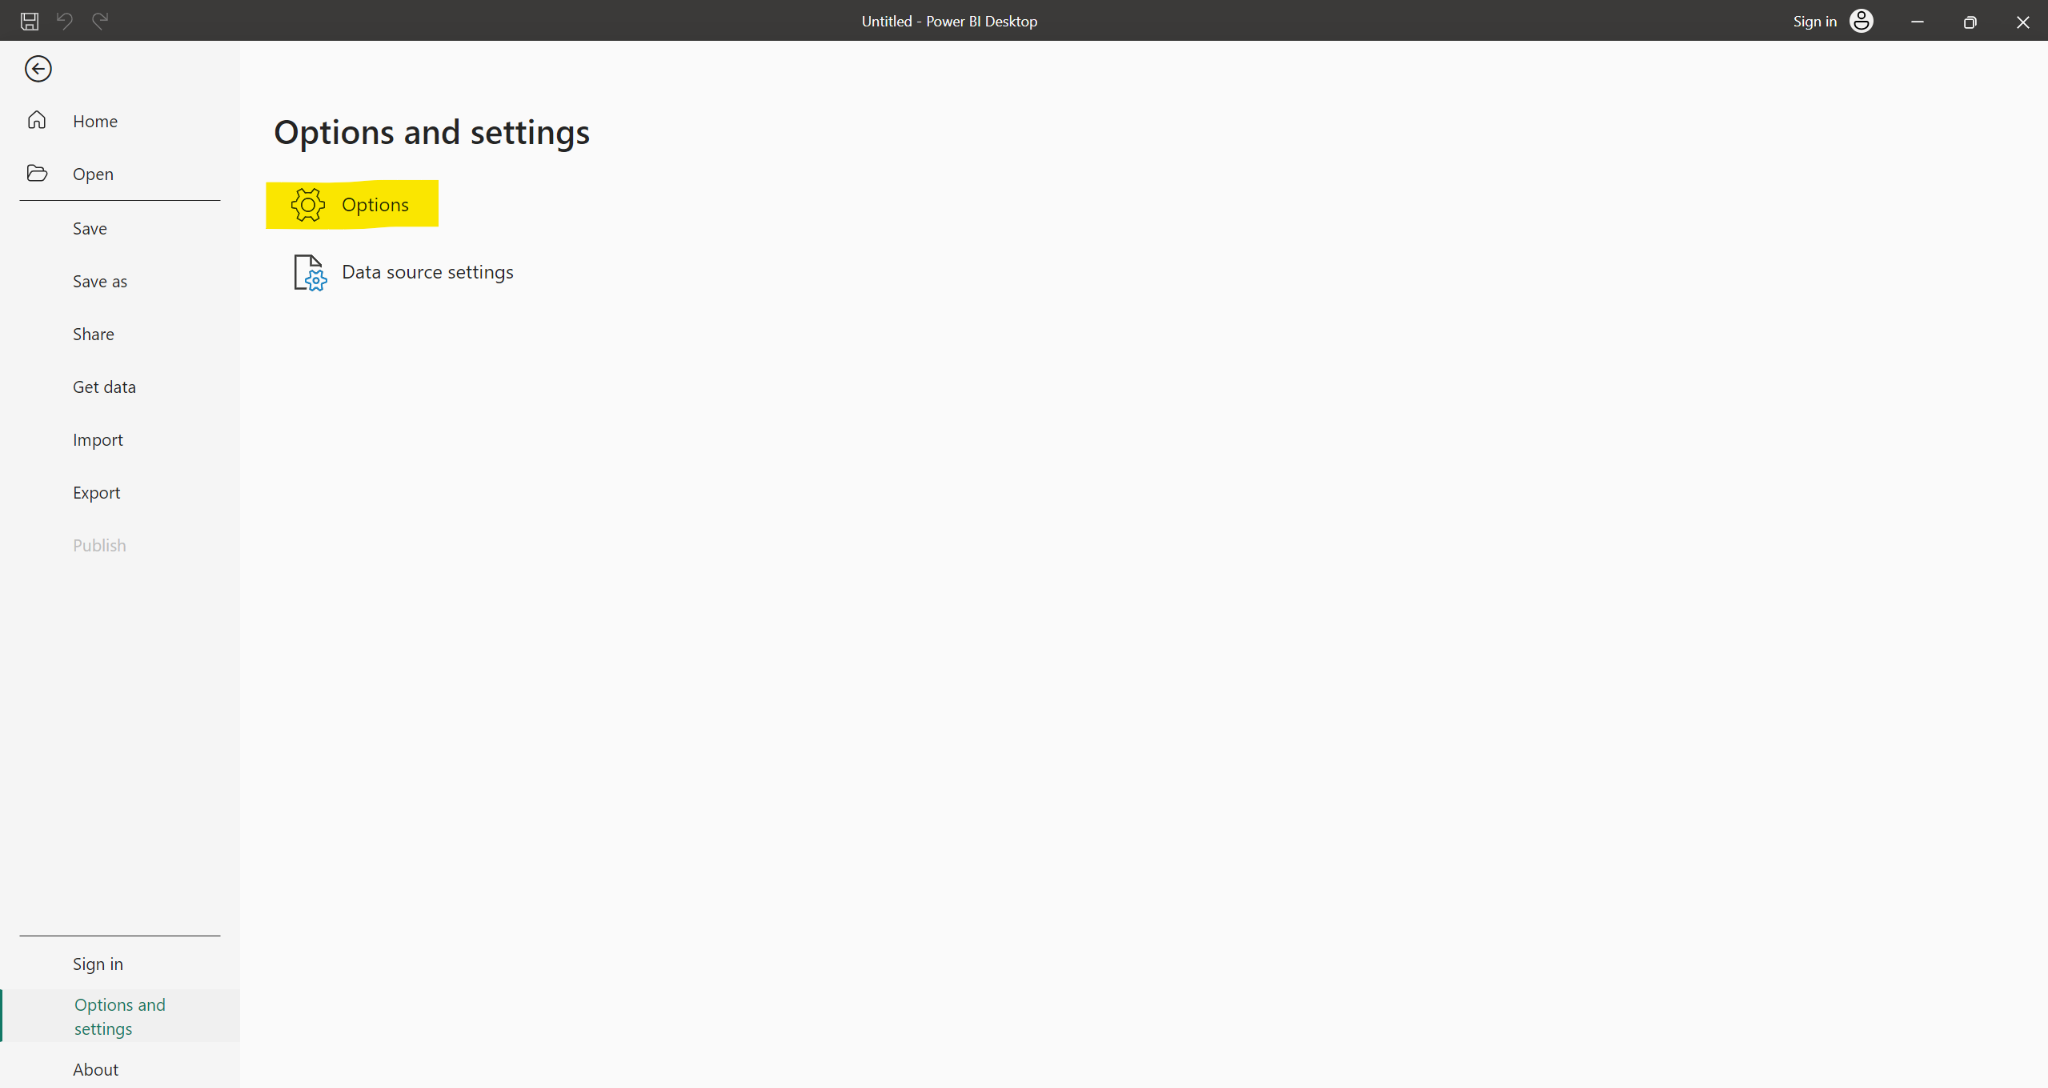 Untitled - Power BI Desktop
Sign in
Home
Open
Save
Save as
Share
Get data
Import
Export
Publish
Sign in
Options and
settings
About
Options and settings
Options
Data source settings